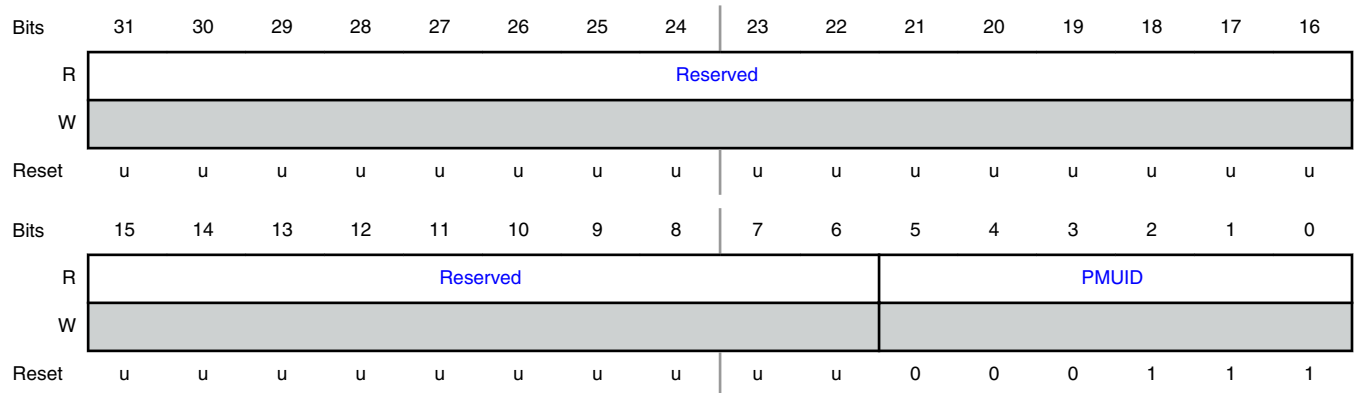 Bits 31 30 29 28 27 26 25 24 23 22 21 20 19 18 17 16
R Reserved
W
Reset u u u u u u u u u u u u u u u u
Bits 15 14 13 12 11 10 9 8 7 6 5 4 3 2 1 0
R Reserved PMUID
W
Reset u u u u u u u u u u 0 0 0 1 1 1